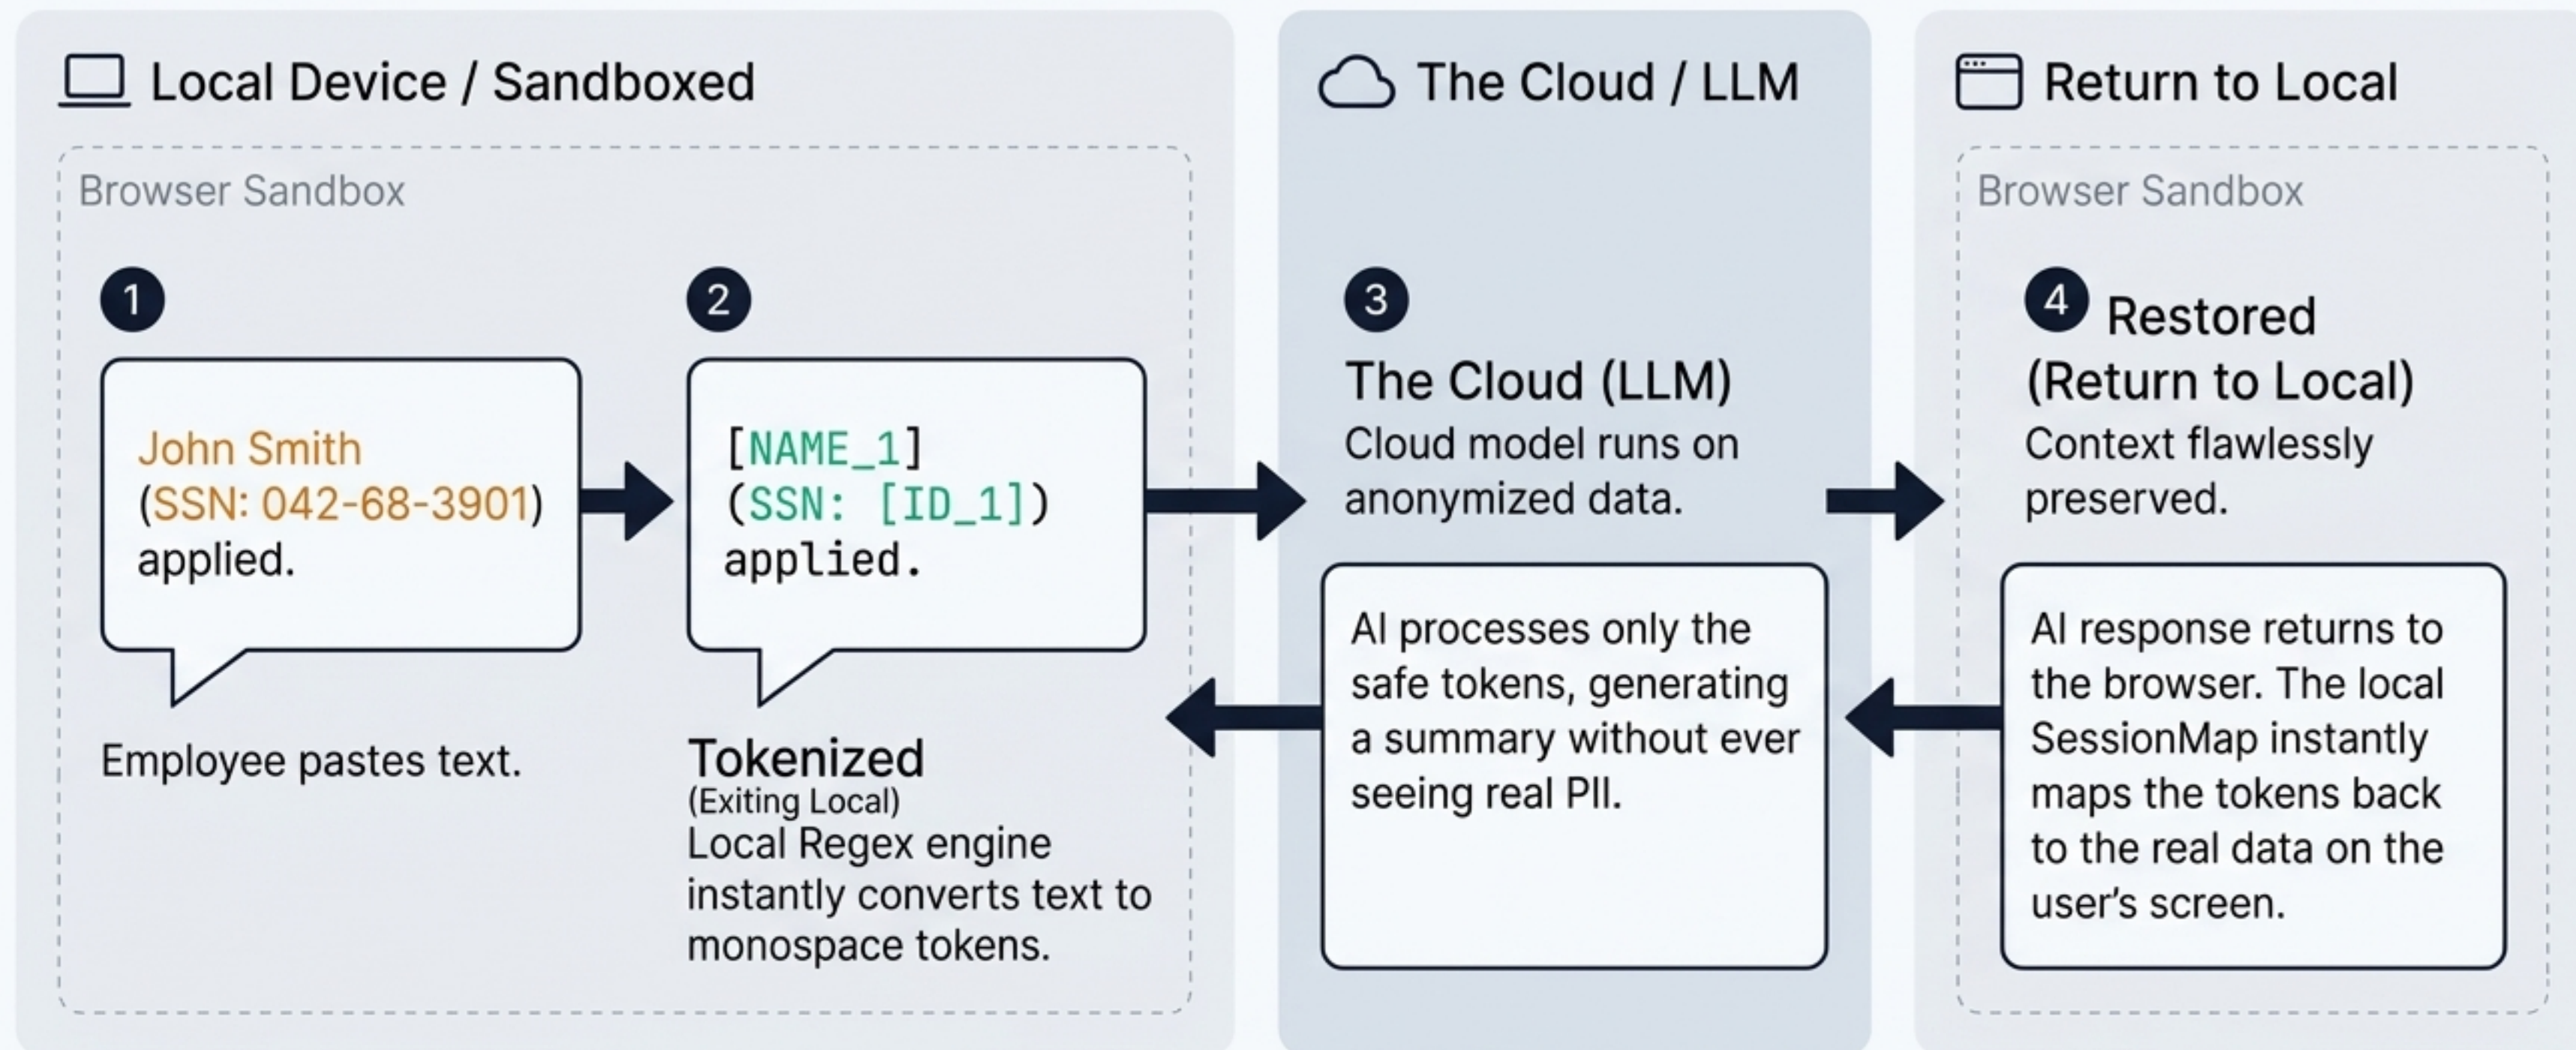 Local Device / Sandboxed
Browser Sandbox
1
John Smith
(SSN: 042-68-3901)
applied.
Employee pastes text.
2
[NAME_1]
(SSN: [ID_1])
applied.
Tokenized
(Exiting Local)
Local Regex engine
instantly converts text to
monospace tokens.
The Cloud / LLM
3
The Cloud (LLM)
Cloud model runs on
anonymized data.
AI processes only the
safe tokens, generating
a summary without ever
seeing real PII.
Return to Local
Browser Sandbox
4 Restored
(Return to Local)
Context flawlessly
preserved.
AI response returns to
the browser. The local
SessionMap instantly
maps the tokens back
to the real data on the
user's screen.